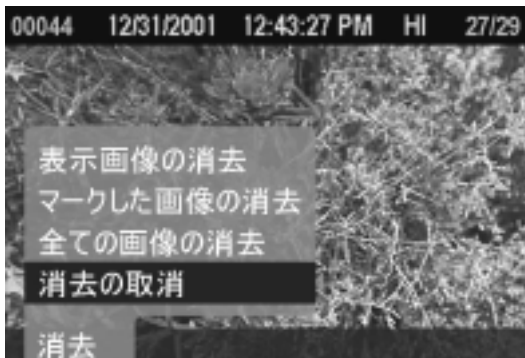 00044 12/31/2001 12:43:27 PM HI 27/29
表示画像の消去
マークした画像の消去
全ての画像の消去
消去の取消
消去